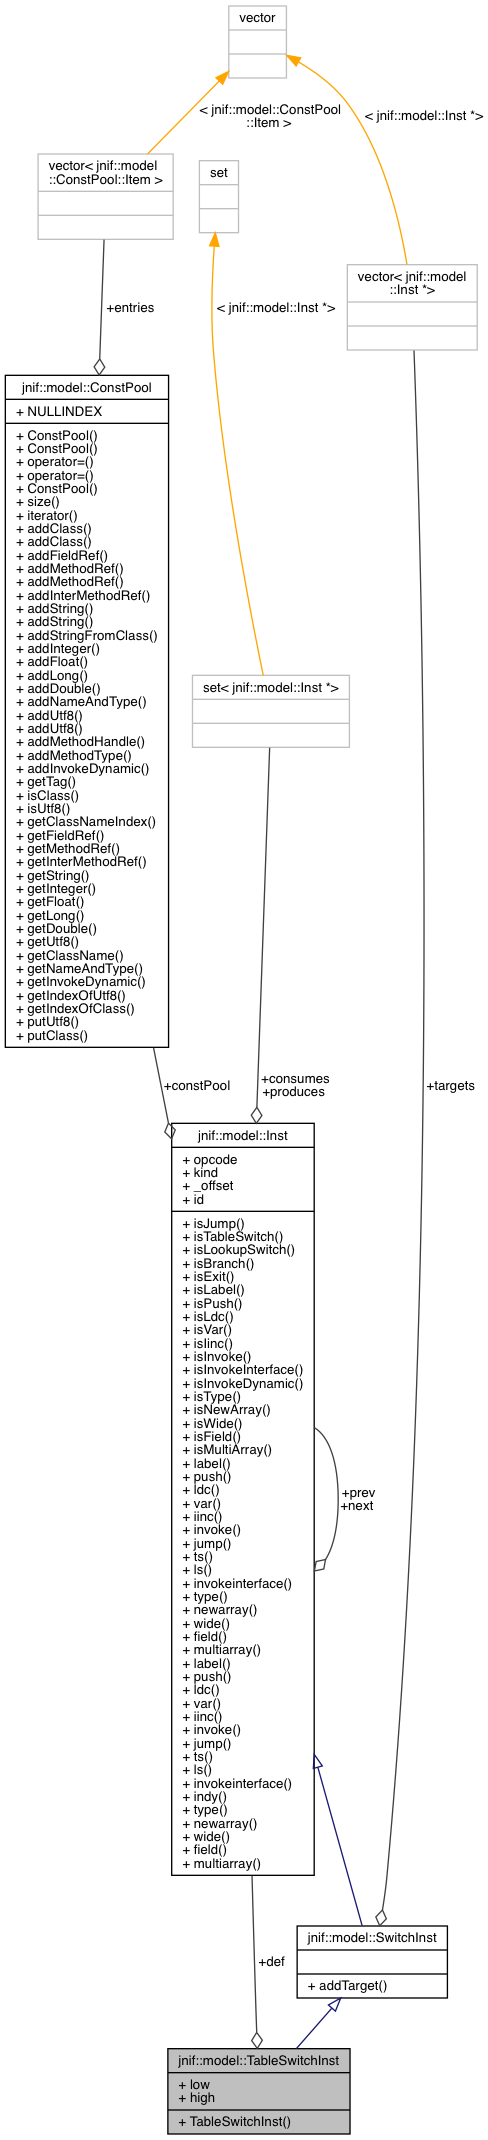 vector
< jnif::model::ConstPool
::Item >
< jnif::model::Inst *>
vector< jnif::model
::ConstPool::Item >
set
vector< jnif::model
::Inst *>
+entries
< jnif::model::Inst *>
jnif::model::ConstPool
+ NULLINDEX
+ ConstPool()
+ ConstPool()
+ operator=()
+ operator=()
+ ConstPool()
+ size()
+ iterator()
+ addClass()
+ addClass()
+ addFieldRef()
+ addMethodRef()
+ addMethodRef()
+ addInterMethodRef()
+ addString()
+ addString()
+ addStringFromClass()
+ addInteger()
+ addFloat()
+ addLong()
+ addDouble()
+ addNameAndType()
+ addUtf8()
+ addUtf8()
+ addMethodHandle()
+ addMethodType()
+ addInvokeDynamic()
+ getTag()
+ isClass()
+ isUtf8()
+ getClassNameIndex()
+ getFieldRef()
+ getMethodRef()
+ getInterMethodRef()
+ getString()
+ getInteger()
+ getFloat()
+ getLong()
+ getDouble()
+ getUtf8()
+ getClassName()
+ getNameAndType()
+ getInvokeDynamic()
+ getIndexOfUtf8()
+ getIndexOfClass()
+ putUtf8()
+ putClass()
set< jnif::model::Inst *>
+constPool
+consumes
+produces
+targets
jnif::model::Inst
+ opcode
+ kind
+ _offset
+ id
+ isJump()
+ isTableSwitch()
+ isLookupSwitch()
+ isBranch()
+ isExit()
+ isLabel()
+ isPush()
+ isLdc()
+ isVar()
+ isIinc()
+ isInvoke()
+ isInvokeInterface()
+ isInvokeDynamic()
+ isType()
+ isNewArray()
+ isWide()
+ isField()
+ isMultiArray()
+ label()
+ push()
+ ldc()
+ var()
+ iinc()
+ invoke()
+ jump()
+ ts()
+ ls()
+ invokeinterface()
+ type()
+ newarray()
+ wide()
+ field()
+ multiarray()
+ label()
+ push()
+ ldc()
+ var()
+ iinc()
+ invoke()
+ jump()
+ ts()
+ ls()
+ invokeinterface()
+ indy()
+ type()
+ newarray()
+ wide()
+ field()
+ multiarray()
+prev
+next
jnif::model::SwitchInst
+ addTarget()
+def
jnif::model::TableSwitchInst
+ low
+ high
+ TableSwitchInst()